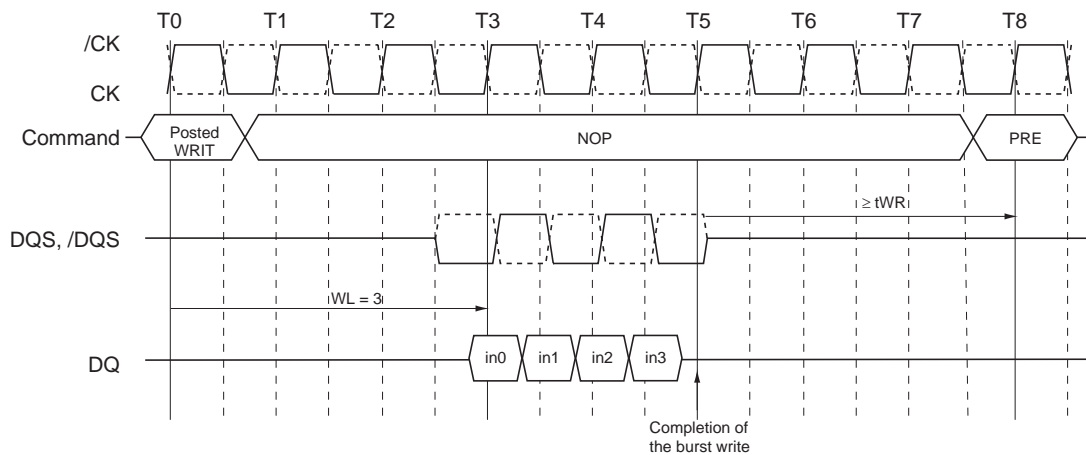 T0 T1 T2 T3 T4 T5 T6 T7 T8
/CK
CK
Command
Posted
WRIT
NOP
PRE
≥ tWR
DQS, /DQS
WL = 3
DQ
in0 in1 in2 in3
Completion of
the burst write